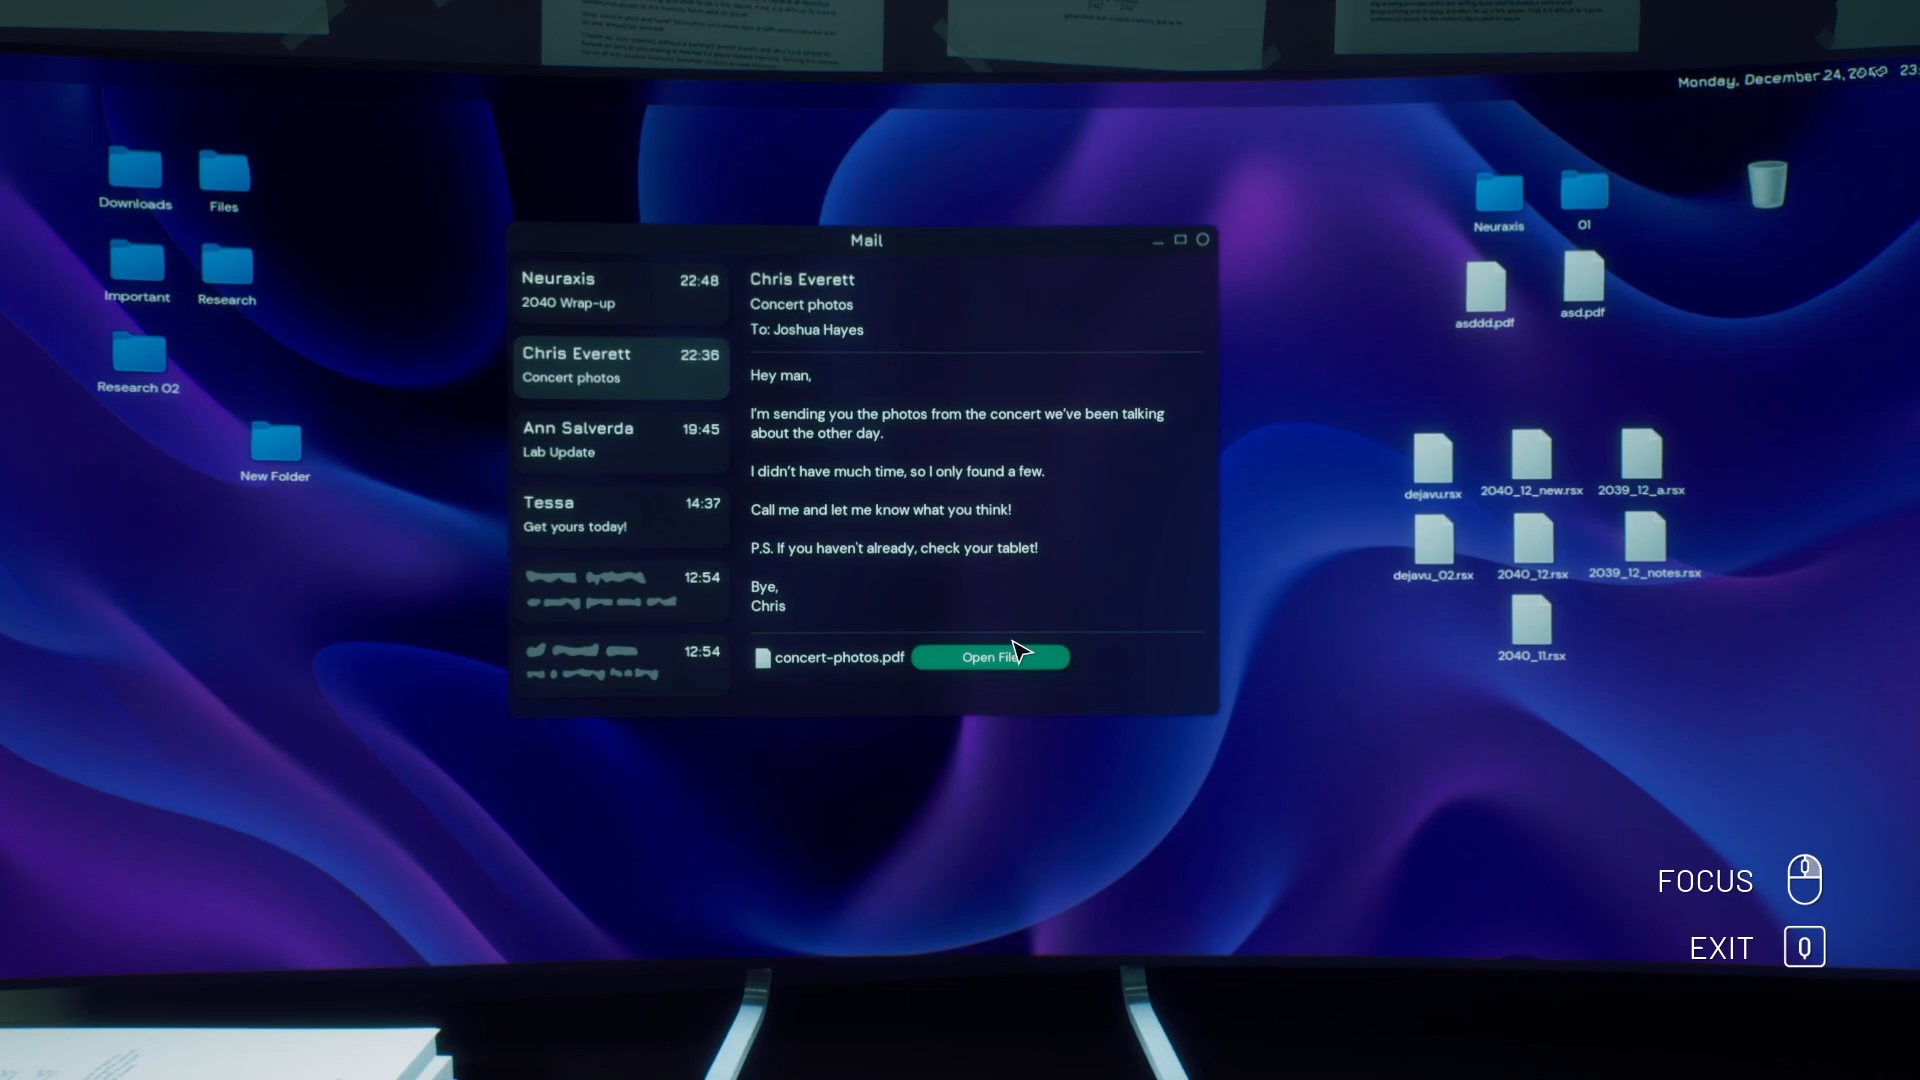 Monday, December 24, 20
23:
Downloads
Files
Important
Research
Research 02
New Folder
Mail
Neuraxis
22:48
2040 Wrap-up
Chris Everett
22:36
Concert photos
Ann Salverda
19:45
Lab Update
Tessa
14:37
Get yours today!
12:54
12:54
Chris Everett
Concert photos
To: Joshua Hayes
Hey man,
I'm sending you the photos from the concert we've been talking
about the other day.
I didn't have much time, so I only found a few.
Call me and let me know what you think!
P.S. If you haven't already, check your tablet!
Bye,
Chris
concert-photos.pdf
Open File
Neuraxis
01
asddd.pdf
asd.pdf
dejavu.rsx
2040_12_new.rsx
2039_12_a.rsx
dejavu_02.rsx
2040_12.rsx
2039_12_notes.rsx
2040_11.rsx
FOCUS
EXIT
Q